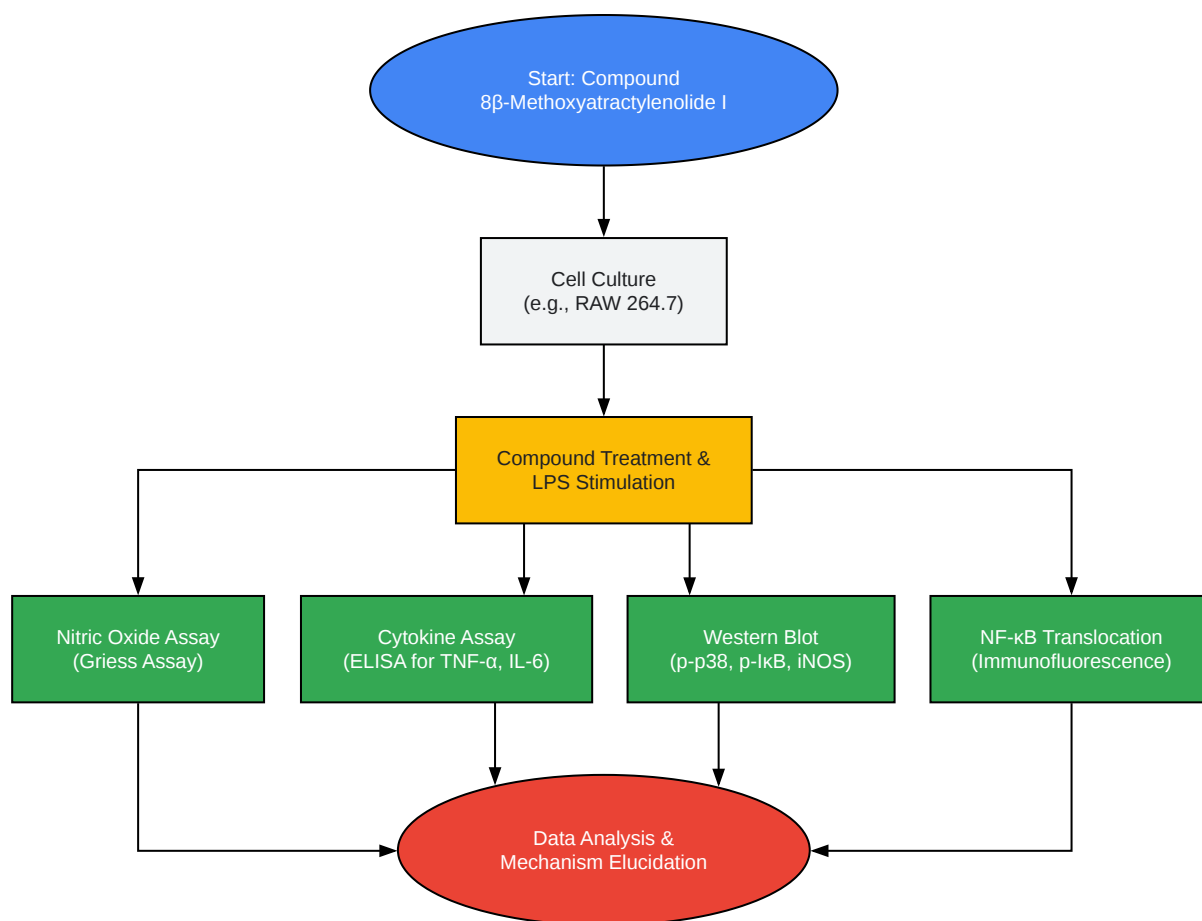 Start: Compound
8β-Methoxyatractylenolide I
Cell Culture
(e.g., RAW 264.7)
Compound Treatment &
LPS Stimulation
Nitric Oxide Assay
(Griess Assay)
Cytokine Assay
(ELISA for TNF-α, IL-6)
Western Blot
(p-p38, p-IκB, iNOS)
NF-κB Translocation
(Immunofluorescence)
Data Analysis &
Mechanism Elucidation